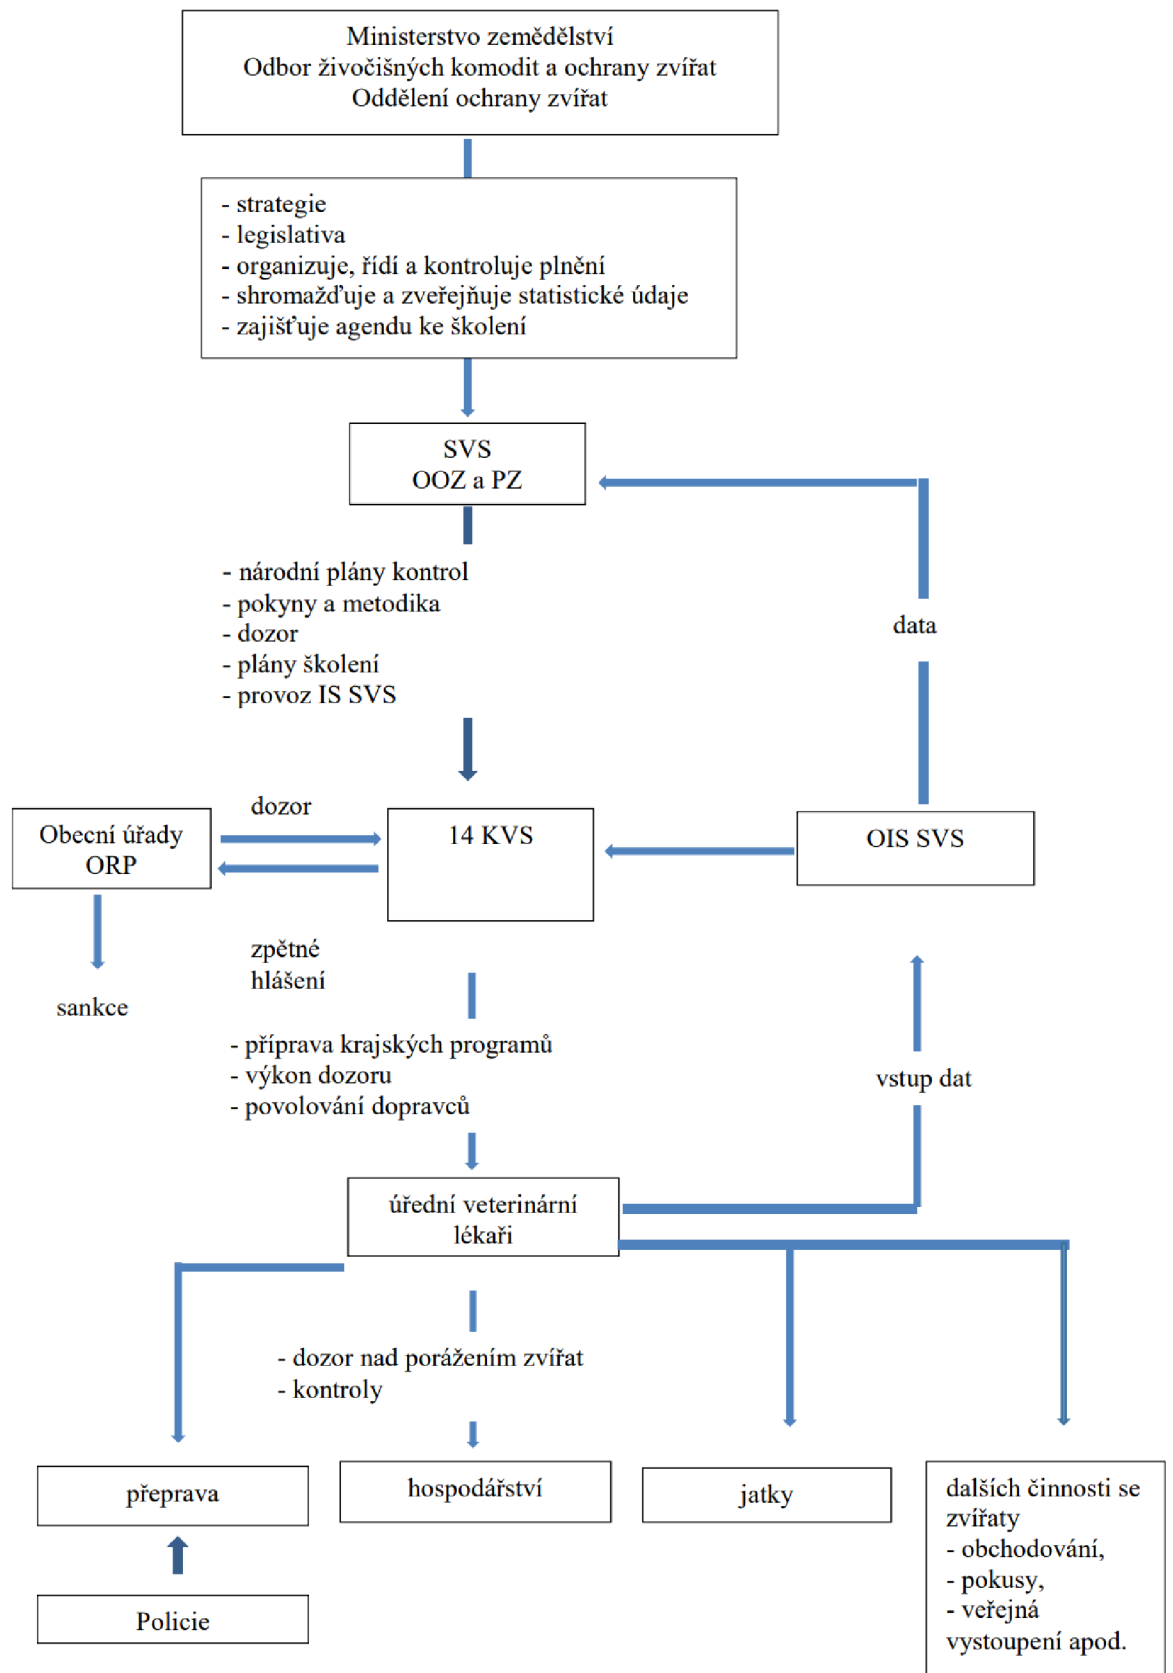 Ministerstvo zemědělství
Odbor živočišných komodit a ochrany zvířat
Oddělení ochrany zvířat
- strategie
- legislativa
- organizuje, řídí a kontroluje plnění
- shromažďuje a zveřejňuje statistické údaje
- zajišťuje agendu ke školení
SVS
OOZ a PZ
- národní plány kontrol
- pokyny a metodika
- dozor
- plány školení
- provoz IS SVS
data
dozor
Obecní úřady
ORP
14 KVS
OIS SVS
zpětné
hlášení
sankce
- příprava krajských programů
- výkon dozoru
- povolování dopravců
vstup dat
úřední veterinární
lékaři
- dozor nad porážením zvířat
- kontroly
přeprava
hospodářství
jatky
dalších činnosti se
zvířaty
- obchodování,
- pokusy,
- veřejná
vystoupení apod.
Policie